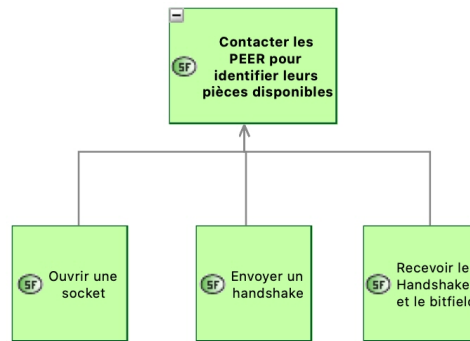 Contacter les
PEER pour
identifier leurs
pièces disponibles
SF
Ouvrir une
socket
SF
Envoyer un
handshake
SF
Recevoir le
Handshake
et le bitfield
SF